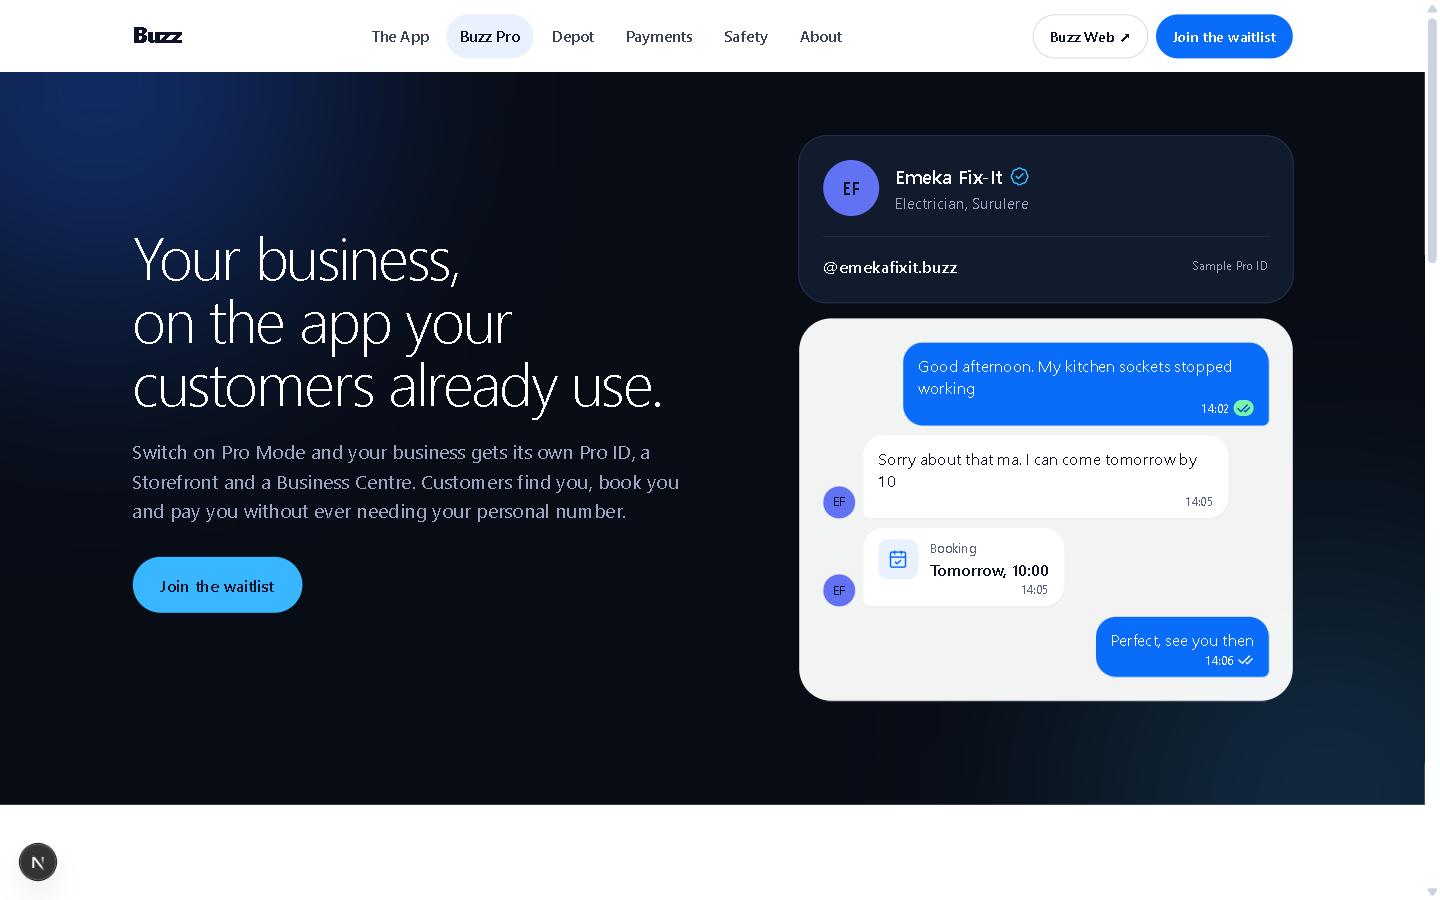 Buzz
The App
Buzz Pro
Depot
Payments
Safety
About
Buzz Web ↗
Join the waitlist
Your business,
on the app your
customers already use.
Switch on Pro Mode and your business gets its own Pro ID, a
Storefront and a Business Centre. Customers find you, book you
and pay you without ever needing your personal number.
Join the waitlist
EF
Emeka Fix-It
Electrician, Surulere
@emekafixit.buzz
Sample Pro ID
Good afternoon. My kitchen sockets stopped
working
14:02
Sorry about that ma. I can come tomorrow by
10
14:05
EF
Booking
Tomorrow, 10:00
14:05
EF
Perfect, see you then
14:06
N